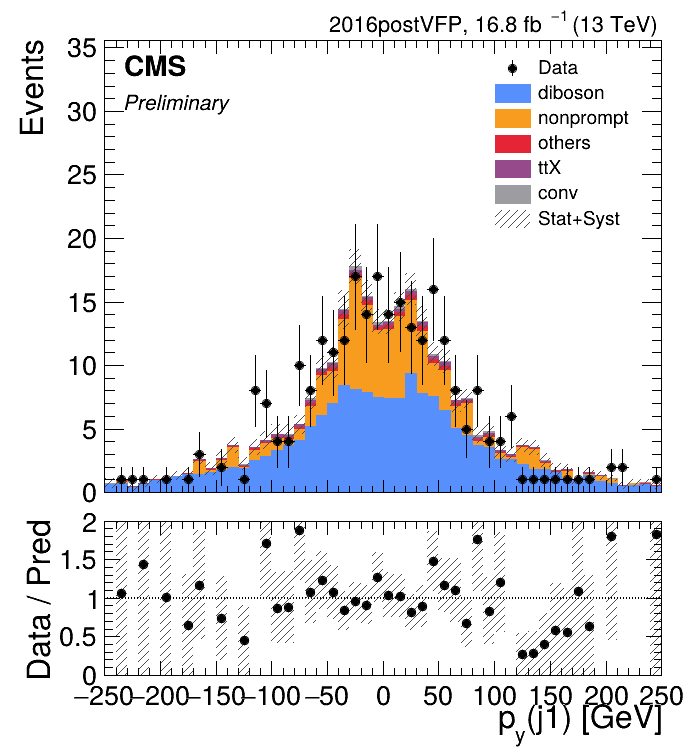 2016postVFP, 16.8 fb ⁻¹ (13 TeV)
CMS
Preliminary
Data
diboson
nonprompt
others
ttX
conv
Stat+Syst
Events
35
30
25
20
15
10
5
0
Data / Pred
2
1.5
1
0.5
0
−250 −200 −150 −100 −50 0 50 100 150 200 250
p_y(j1) [GeV]